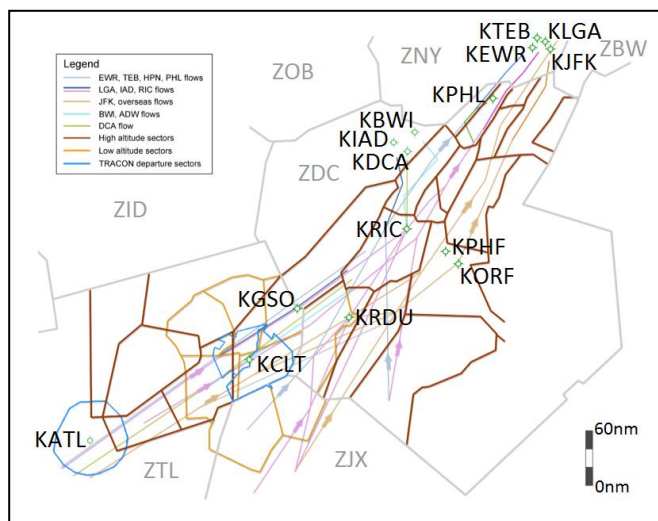 KTEB
KLGA
KEWR
KJFK
ZNY
ZBW
ZOB
Legend
EWR, TEB, HPN, PHL flows
LGA, IAD, RIC flows
JFK, overseas flows
BWI, ADW flows
DCA flow
High altitude sectors
Low altitude sectors
TRACON departure sectors
KPHL
KBWI
KIAD
KDCA
ZDC
ZID
KRIC
KPHF
KORF
KGSO
KRDU
KCLT
KATL
ZTL
ZJX
60nm
0nm